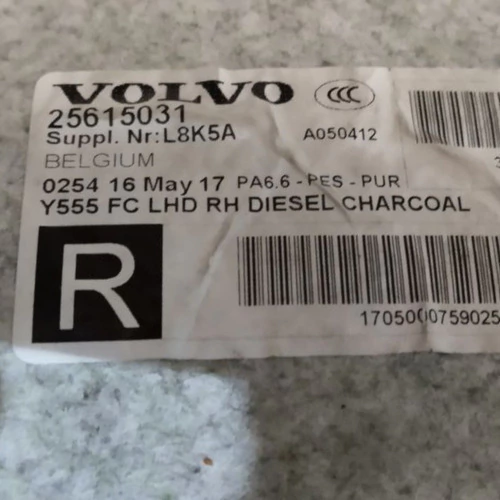 VOLVO CCC
25615031
Suppl. Nr:L8K5A A050412
BELGIUM
0254 16 May 17 PA6.6 - PES - PUR
Y555 FC LHD RH DIESEL CHARCOAL
R